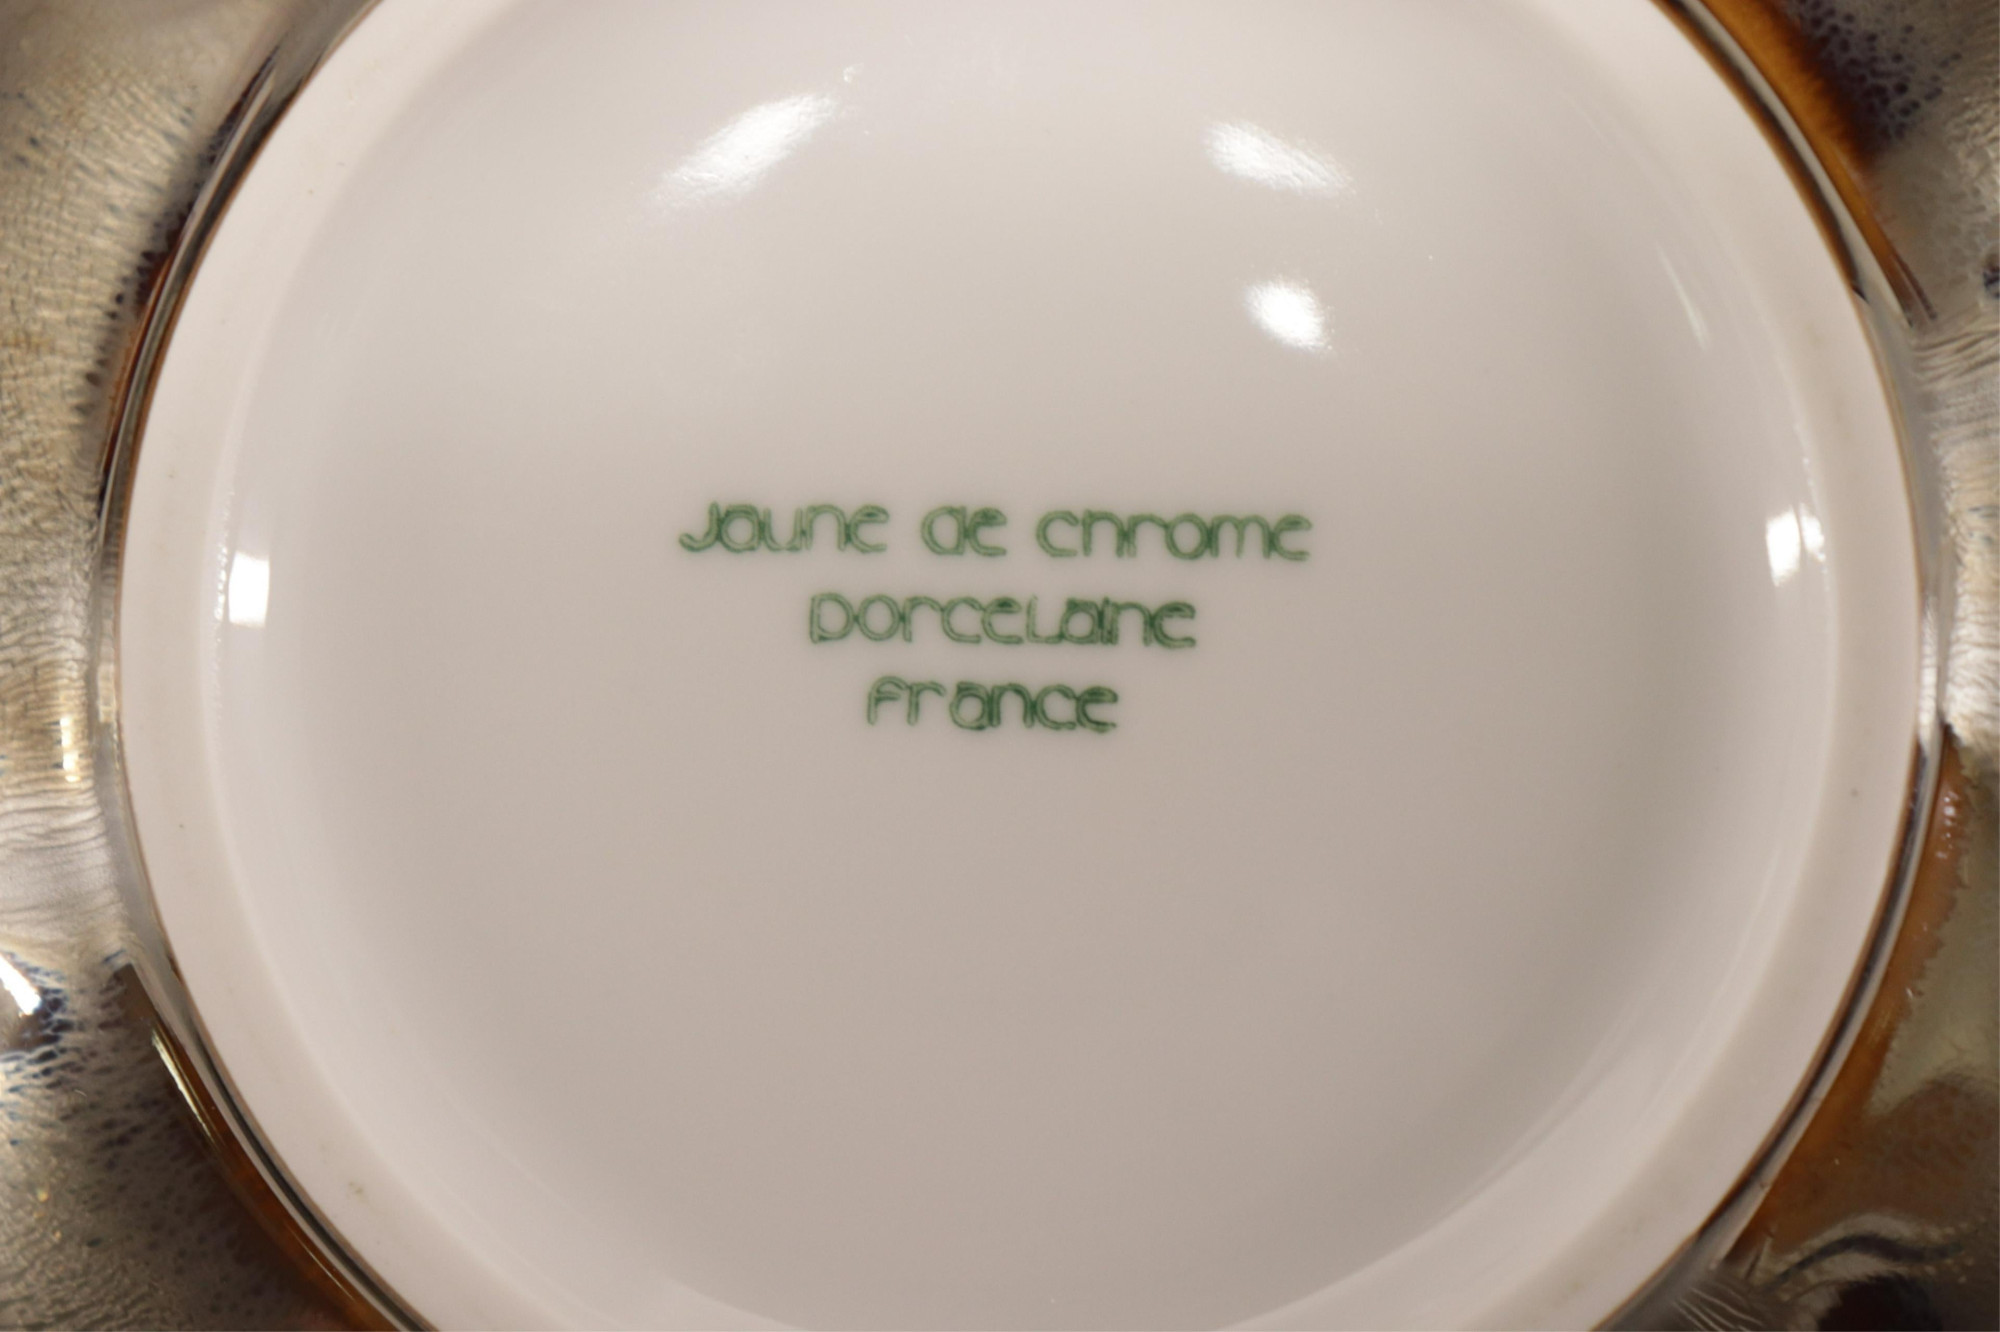 Jaune de chrome
porcelaine
france